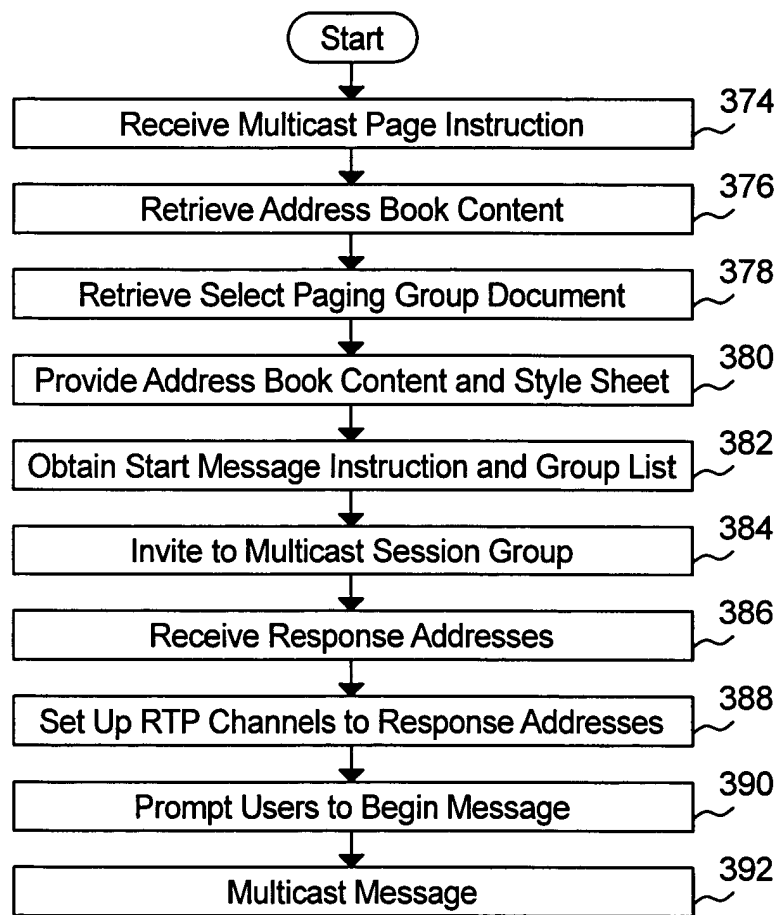 Start
374
Receive Multicast Page Instruction
376
Retrieve Address Book Content
378
Retrieve Select Paging Group Document
380
Provide Address Book Content and Style Sheet
382
Obtain Start Message Instruction and Group List
384
Invite to Multicast Session Group
386
Receive Response Addresses
388
Set Up RTP Channels to Response Addresses
390
Prompt Users to Begin Message
392
Multicast Message